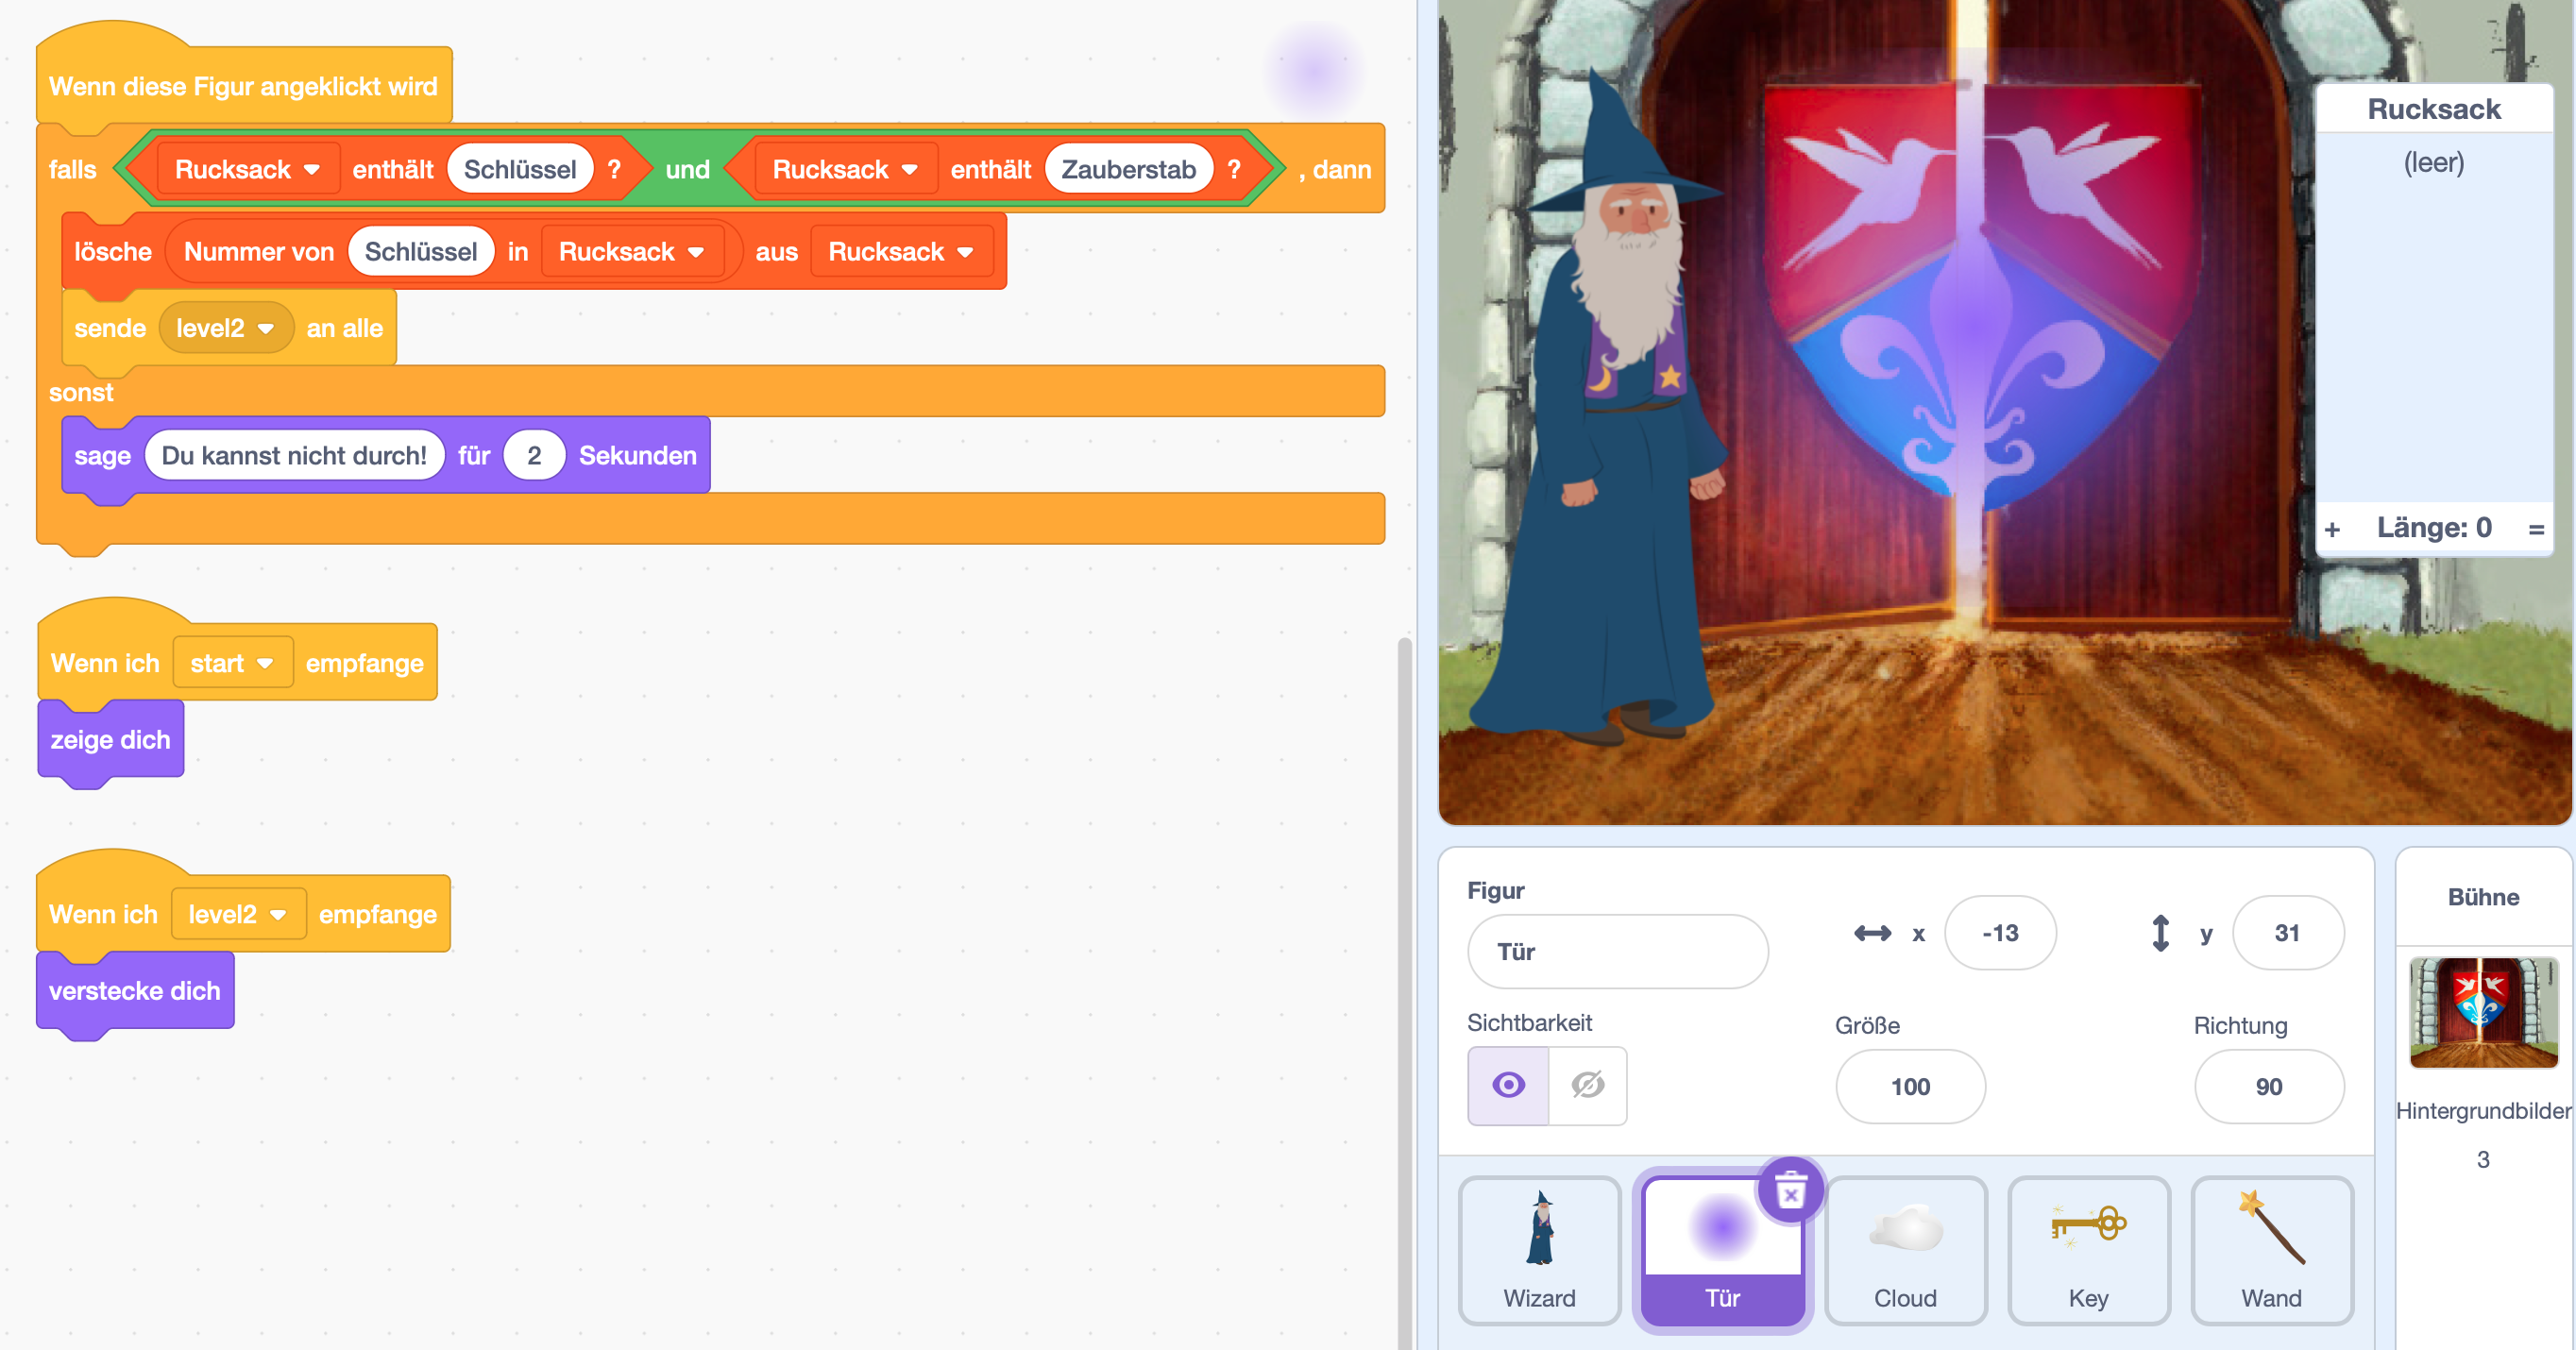 Wenn diese Figur angeklickt wird
falls Rucksack enthält Schlüssel ? und Rucksack enthält Zauberstab ? , dann
lösche Nummer von Schlüssel in Rucksack aus Rucksack
sende level2 an alle
sonst
sage Du kannst nicht durch! für 2 Sekunden
Wenn ich start empfange
zeige dich
Wenn ich level2 empfange
verstecke dich
Rucksack
(leer)
+ Länge: 0 =
Figur
Tür
x -13
y 31
Sichtbarkeit
Größe
100
Richtung
90
Wizard
Tür
Cloud
Key
Wand
Bühne
Hintergrundbilder
3